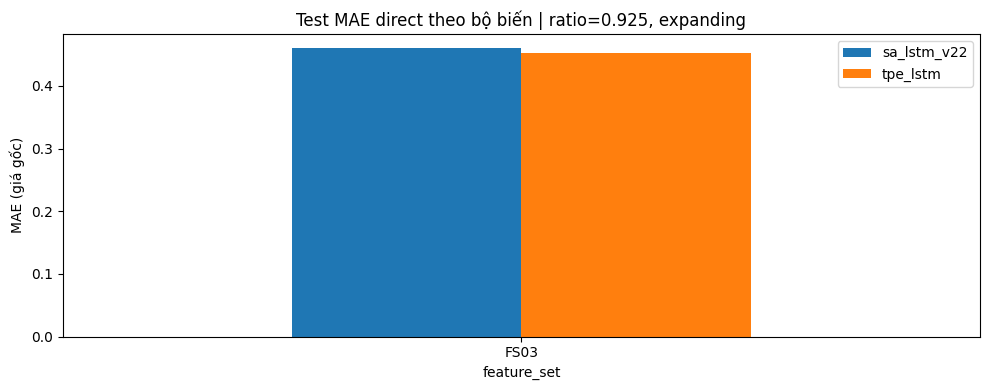 Test MAE direct theo bộ biến | ratio=0.925, expanding
sa_lstm_v22
tpe_lstm
MAE (giá gốc)
0.4
0.3
0.2
0.1
0.0
FS03
feature_set